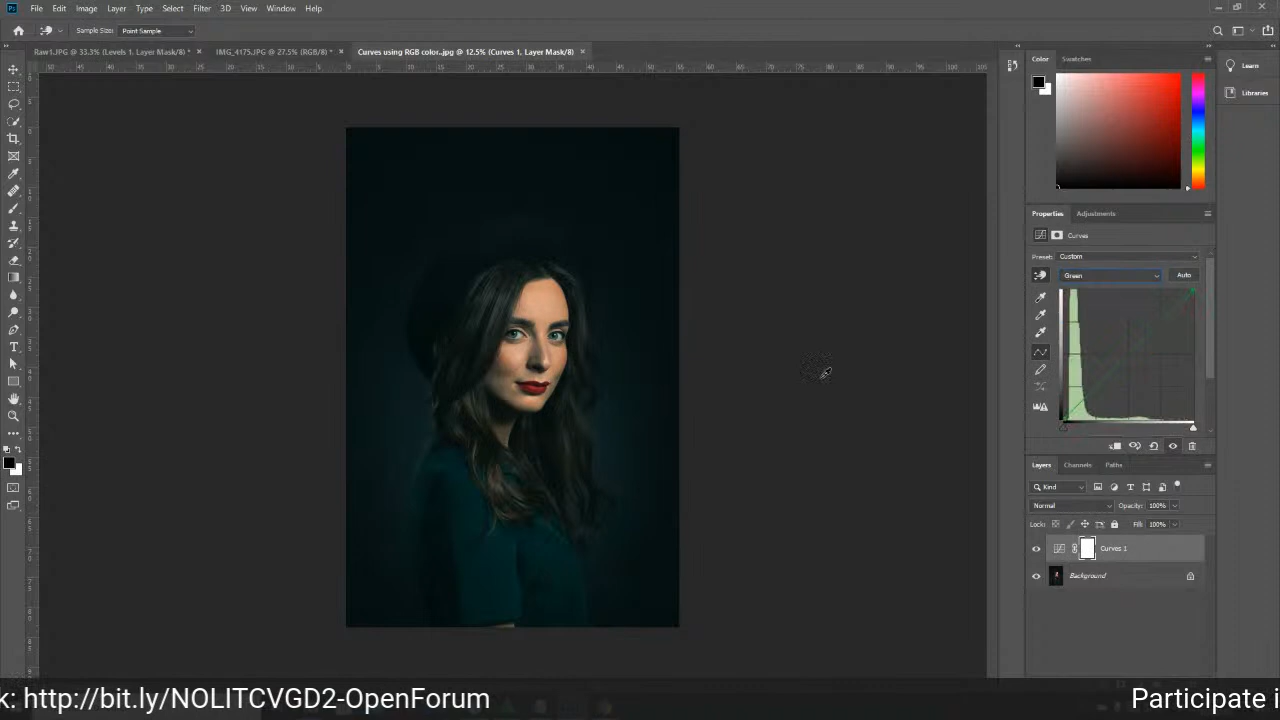 Ps File Edit Image Layer Type Select Filter 3D View Window Help
Sample Size: Point Sample
Raw1.JPG @ 33.3% (Levels 1, Layer Mask/8) * × IMG_4175.JPG @ 27.5% (RGB/8) * × Curves using RGB color..jpg @ 12.5% (Curves 1, Layer Mask/8) ×
Color Swatches
Learn
Libraries
Properties Adjustments
Curves
Preset: Custom
Green Auto
Layers Channels Paths
Kind
Normal Opacity: 100%
Lock: Fill: 100%
Curves 1
Background
k: http://bit.ly/NOLITCVGD2-OpenForum Participate i